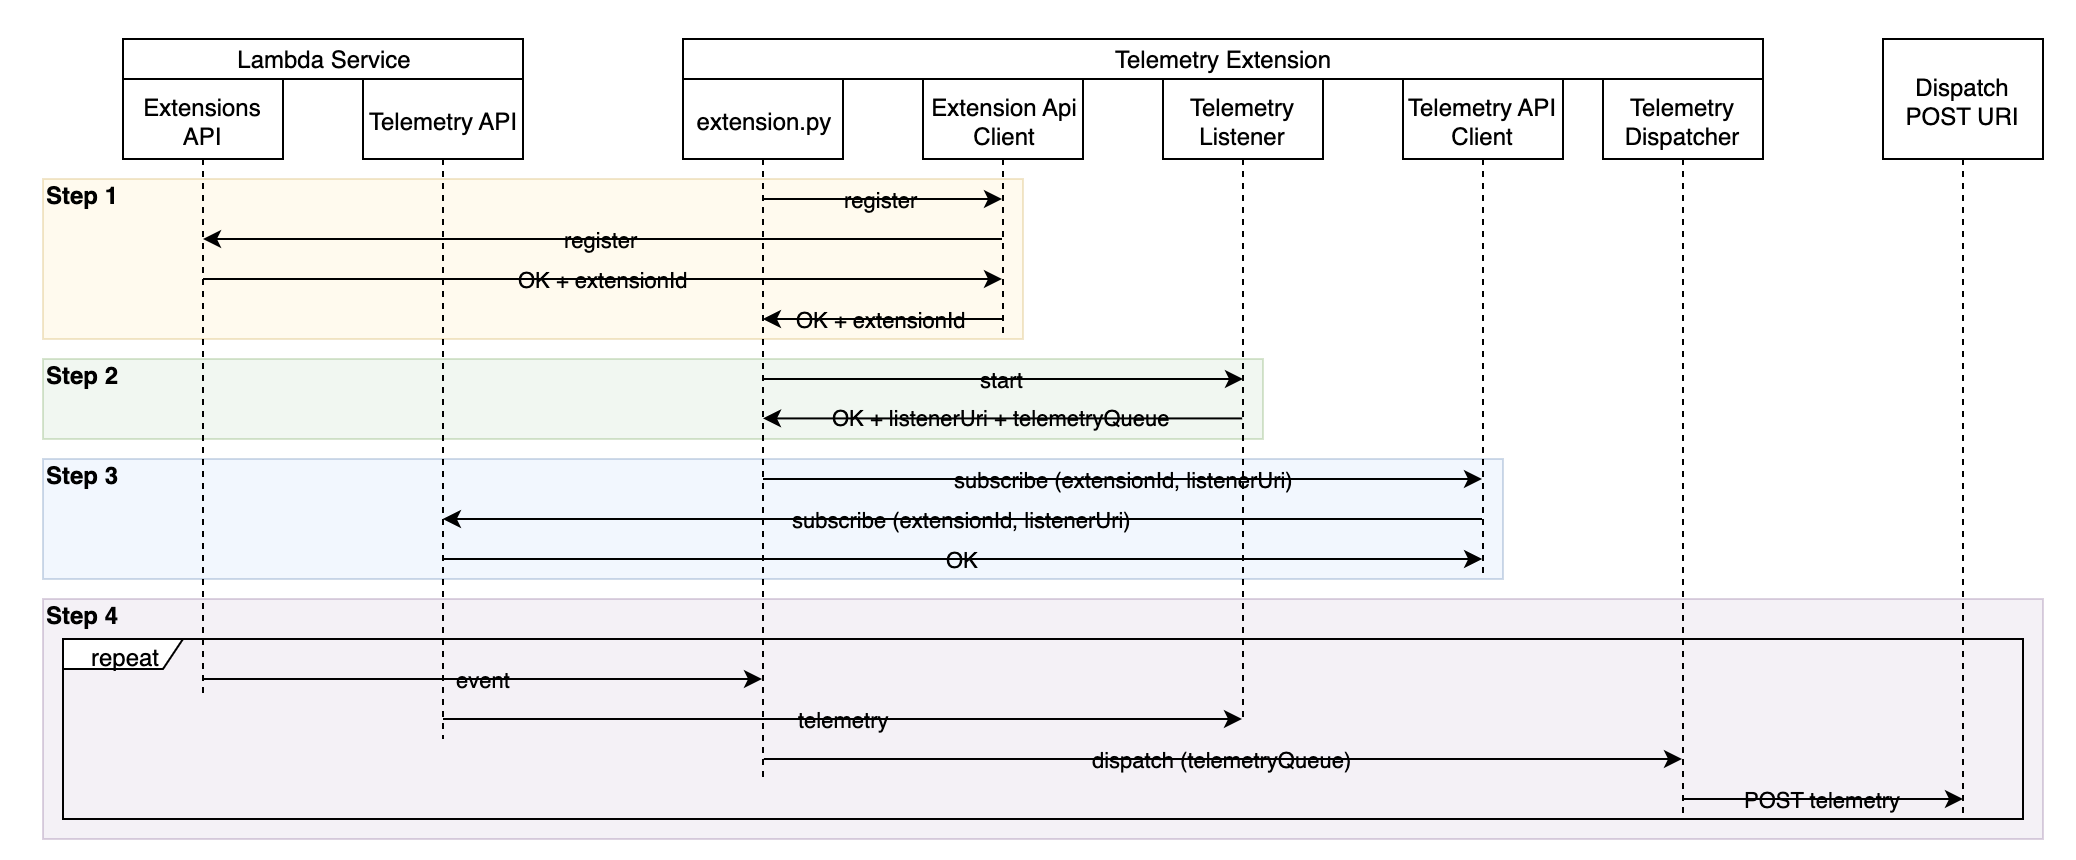 Lambda Service
Telemetry Extension
Dispatch
POST URI
Extensions
API
Telemetry API
extension.py
Extension Api
Client
Telemetry
Listener
Telemetry API
Client
Telemetry
Dispatcher
Step 1
register
register
OK + extensionId
OK + extensionId
Step 2
start
OK + listenerUri + telemetryQueue
Step 3
subscribe (extensionId, listenerUri)
subscribe (extensionId, listenerUri)
OK
Step 4
repeat
event
telemetry
dispatch (telemetryQueue)
POST telemetry